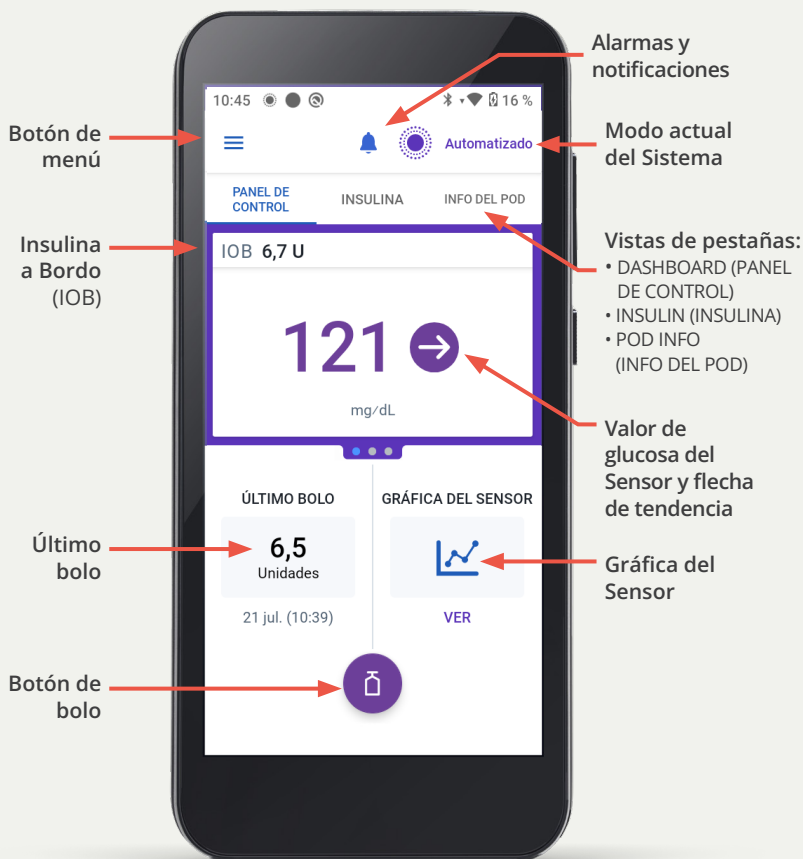 Alarmas y
notificaciones
10:45
16 %
Botón de
menú
Automatizado
Modo actual
del Sistema
PANEL DE
CONTROL
INSULINA
INFO DEL POD
Insulina
a Bordo
(IOB)
IOB 6,7 U
Vistas de pestañas:
• DASHBOARD (PANEL
DE CONTROL)
• INSULIN (INSULINA)
• POD INFO
(INFO DEL POD)
121
mg/dL
Valor de
glucosa del
Sensor y flecha
de tendencia
ÚLTIMO BOLO
GRÁFICA DEL SENSOR
Último
bolo
6,5
Unidades
Gráfica del
Sensor
21 jul. (10:39)
VER
Botón de
bolo